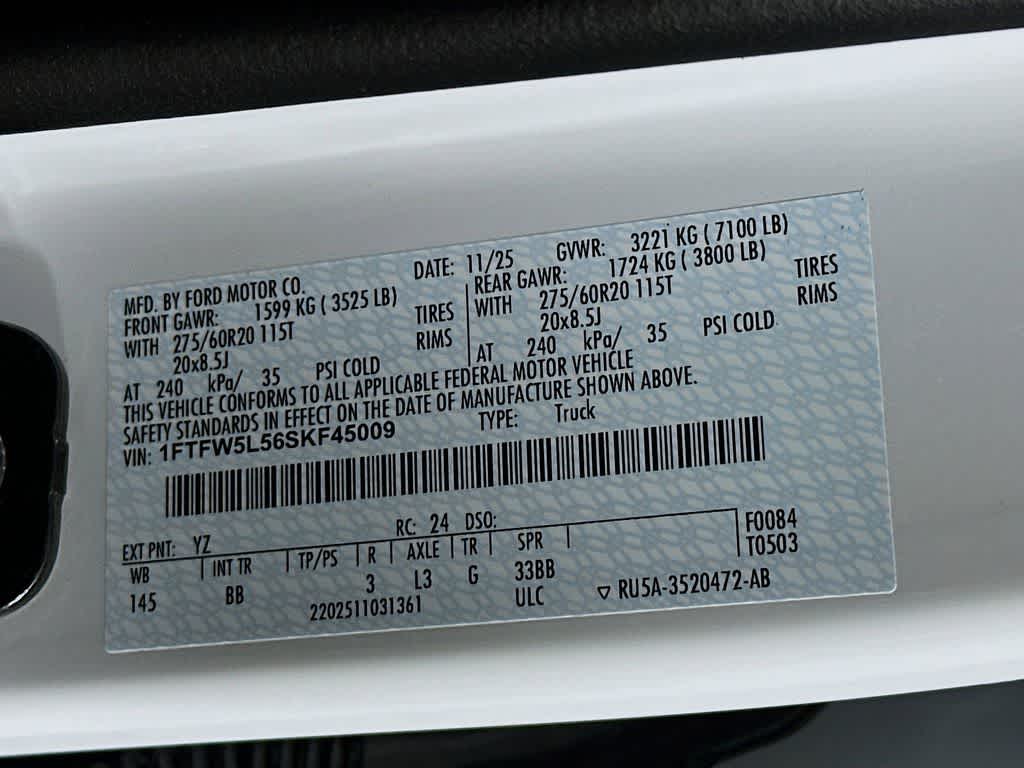 MFD. BY FORD MOTOR CO. DATE: 11/25 GVWR: 3221 KG ( 7100 LB)
FRONT GAWR: 1599 KG ( 3525 LB) REAR GAWR: 1724 KG ( 3800 LB)
WITH 275/60R20 115T TIRES WITH 275/60R20 115T TIRES
20x8.5J RIMS 20x8.5J RIMS
AT 240 kPa/ 35 PSI COLD AT 240 kPa/ 35 PSI COLD
THIS VEHICLE CONFORMS TO ALL APPLICABLE FEDERAL MOTOR VEHICLE
SAFETY STANDARDS IN EFFECT ON THE DATE OF MANUFACTURE SHOWN ABOVE.
VIN: 1FTFW5L56SKF45009 TYPE: Truck
EXT PNT: YZ RC: 24 DSO: F0084
WB INT TR TP/PS R AXLE TR SPR T0503
145 BB 3 L3 G 33BB
2202511031361 ULC ▽ RU5A-3520472-AB